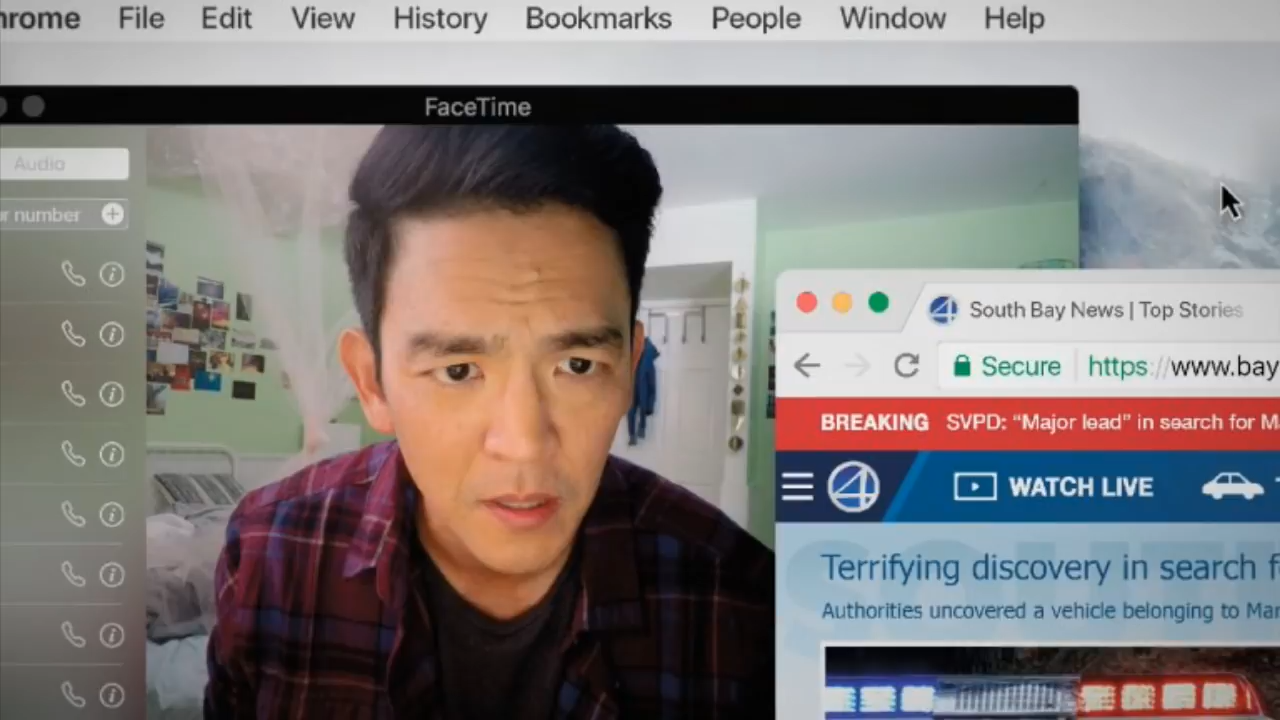 File Edit View History Bookmarks People Window Help
FaceTime
Audio
number
South Bay News | Top Stories
Secure https://www.bay
BREAKING SVPD: “Major lead” in search for
4
WATCH LIVE
Terrifying discovery in search
Authorities uncovered a vehicle belonging to